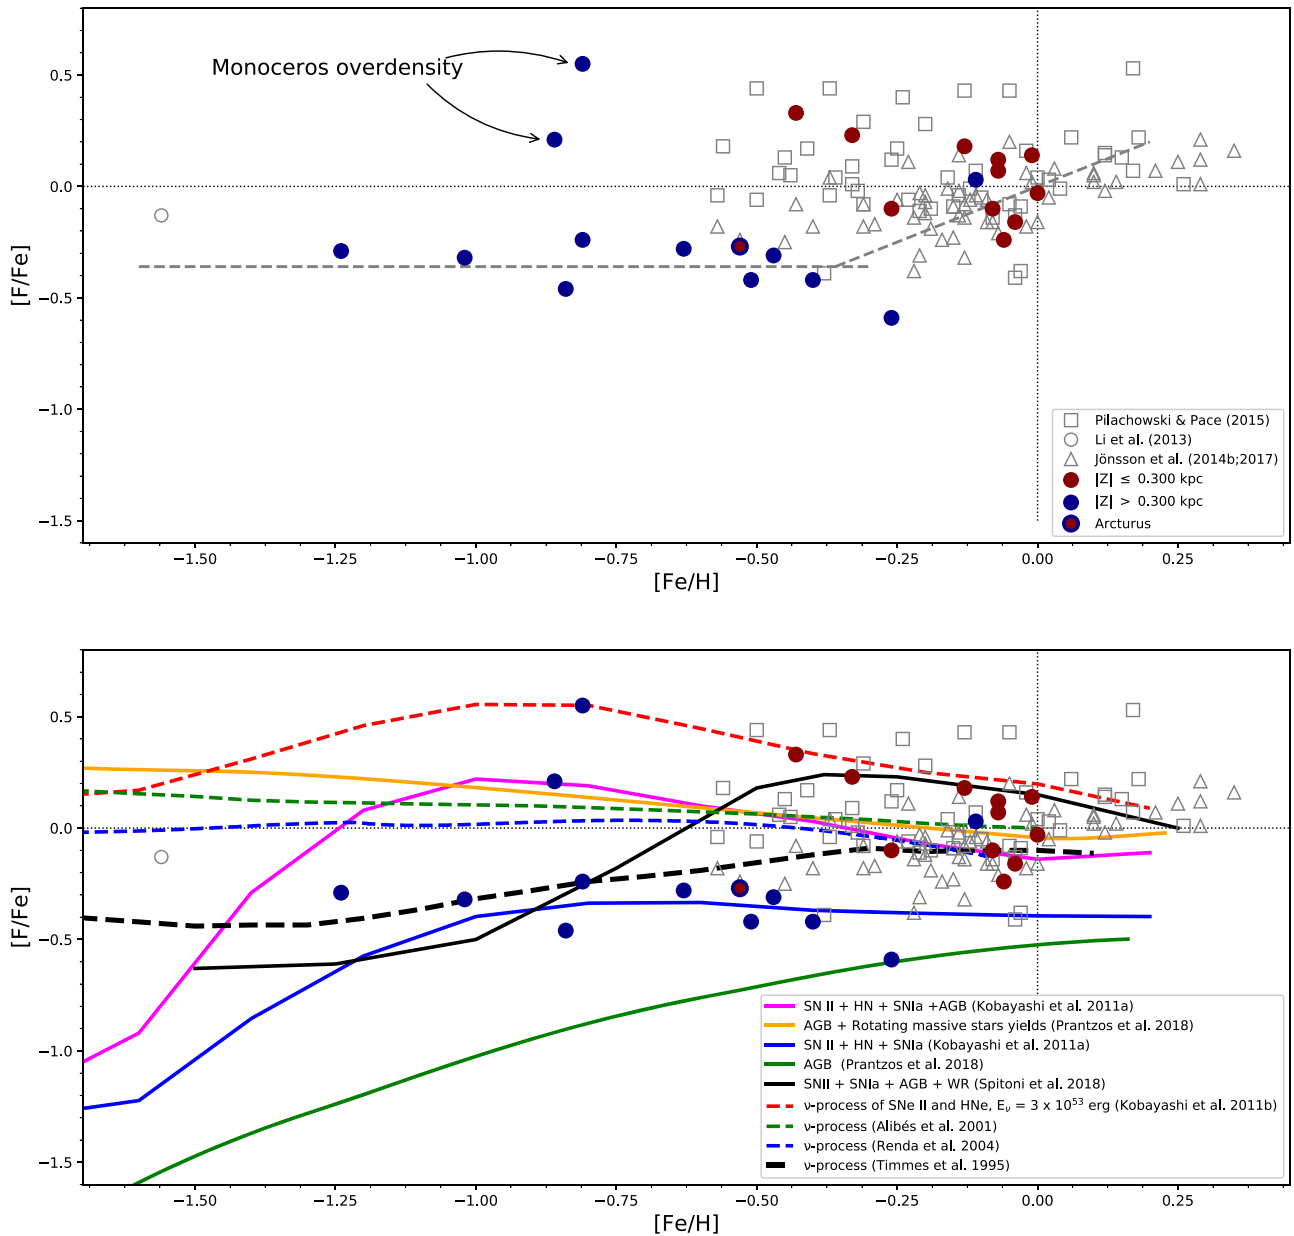 Monoceros overdensity
[F/Fe]
0.5
0.0
−0.5
−1.0
−1.5
Pilachowski & Pace (2015)
Li et al. (2013)
Jönsson et al. (2014b;2017)
|Z| ≤ 0.300 kpc
|Z| > 0.300 kpc
Arcturus
−1.50 −1.25 −1.00 −0.75 −0.50 −0.25 0.00 0.25
[Fe/H]
[F/Fe]
0.5
0.0
−0.5
−1.0
−1.5
SN II + HN + SNIa +AGB (Kobayashi et al. 2011a)
AGB + Rotating massive stars yields (Prantzos et al. 2018)
SN II + HN + SNIa (Kobayashi et al. 2011a)
AGB (Prantzos et al. 2018)
SNII + SNIa + AGB + WR (Spitoni et al. 2018)
ν-process of SNe II and HNe, Eν = 3 x 10⁵³ erg (Kobayashi et al. 2011b)
ν-process (Alibés et al. 2001)
ν-process (Renda et al. 2004)
ν-process (Timmes et al. 1995)
−1.50 −1.25 −1.00 −0.75 −0.50 −0.25 0.00 0.25
[Fe/H]